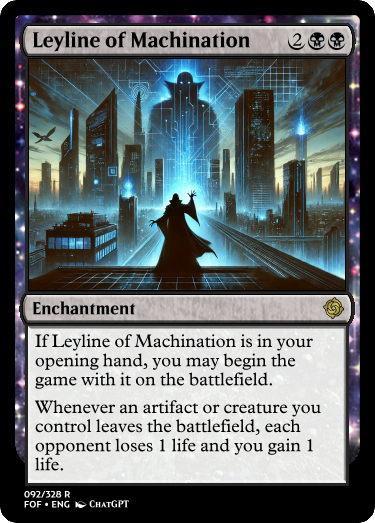 Leyline of Machination 2
Enchantment
If Leyline of Machination is in your
opening hand, you may begin the
game with it on the battlefield.
Whenever an artifact or creature you
control leaves the battlefield, each
opponent loses 1 life and you gain 1
life.
092/328 R
FOF • ENG ChatGPT